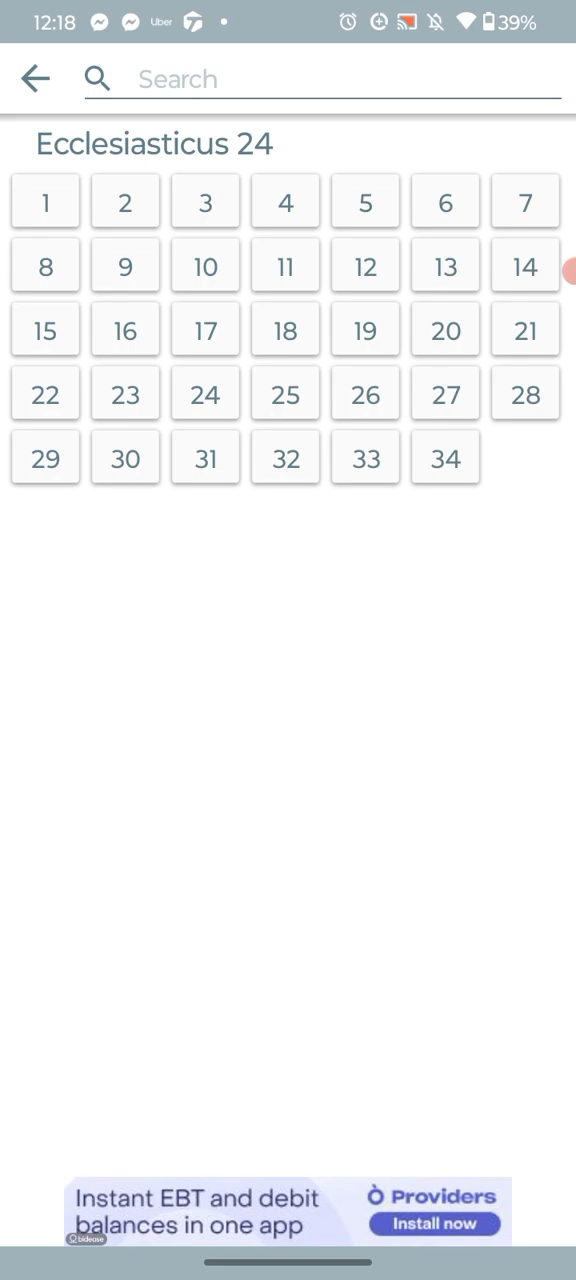 12:18 Uber 39%
Search
Ecclesiasticus 24
1 2 3 4 5 6 7
8 9 10 11 12 13 14
15 16 17 18 19 20 21
22 23 24 25 26 27 28
29 30 31 32 33 34
Instant EBT and debit
balances in one app
bidease
Providers
Install now